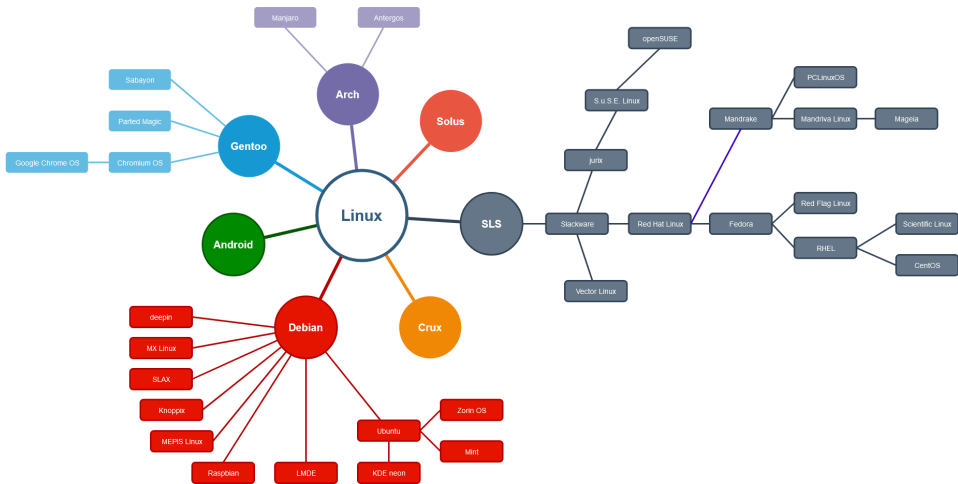 Manjaro
Antergos
openSUSE
Sabayon
PCLinuxOS
Arch
S.u.S.E. Linux
Parted Magic
Solus
Mandrake
Mandriva Linux
Mageia
Gentoo
Google Chrome OS
Chromium OS
jurix
Linux
Red Flag Linux
SLS
Slackware
Red Hat Linux
Fedora
Scientific Linux
Android
RHEL
CentOS
Vector Linux
deepin
Debian
Crux
MX Linux
SLAX
Knoppix
Zorin OS
MEPIS Linux
Ubuntu
Mint
Raspbian
LMDE
KDE neon